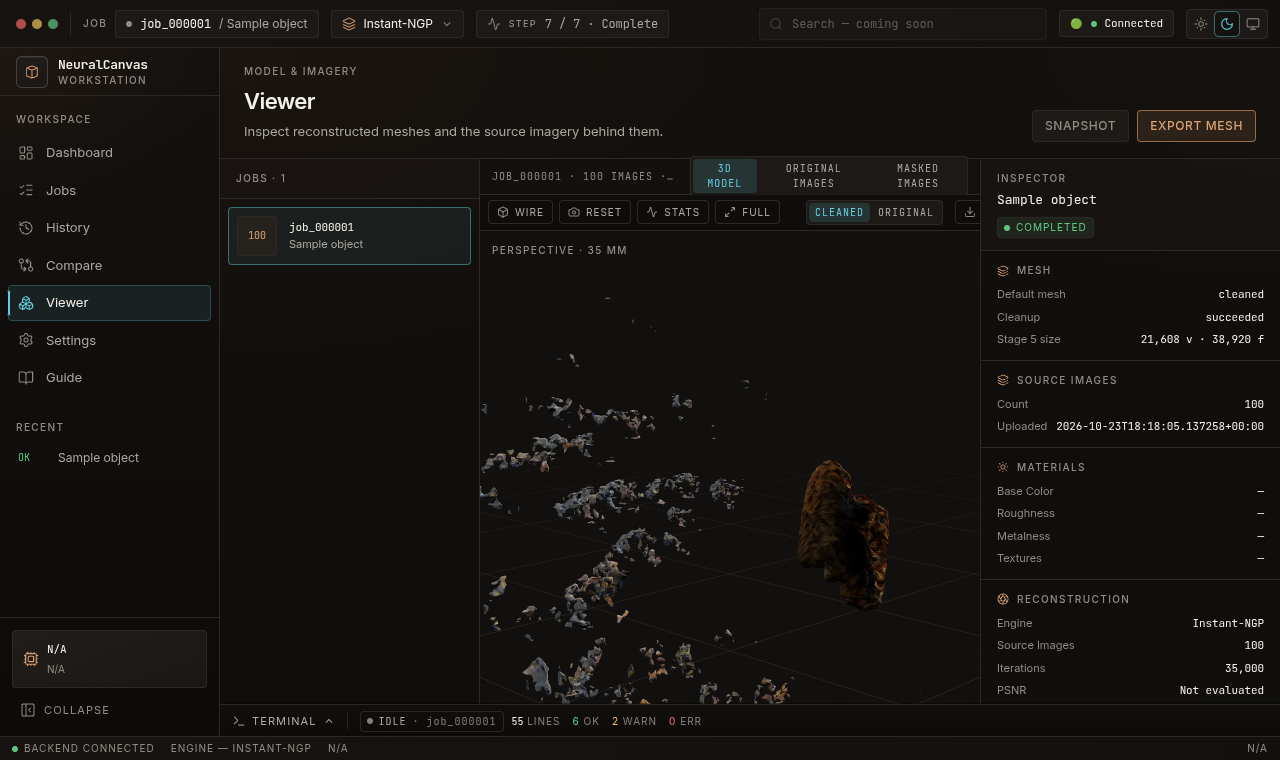 JOB
job_000001 / Sample object
Instant-NGP
STEP 7 / 7 · Complete
Search — coming soon
Connected
NeuralCanvas
WORKSTATION
WORKSPACE
Dashboard
Jobs
History
Compare
Viewer
Settings
Guide
RECENT
OK Sample object
N/A
N/A
COLLAPSE
MODEL & IMAGERY
Viewer
Inspect reconstructed meshes and the source imagery behind them.
SNAPSHOT
EXPORT MESH
JOBS · 1
100
job_000001
Sample object
JOB_000001 · 100 IMAGES ·…
3D MODEL
ORIGINAL IMAGES
MASKED IMAGES
WIRE
RESET
STATS
FULL
CLEANED
ORIGINAL
PERSPECTIVE · 35 MM
INSPECTOR
Sample object
COMPLETED
MESH
Default mesh cleaned
Cleanup succeeded
Stage 5 size 21,608 v · 38,920 f
SOURCE IMAGES
Count 100
Uploaded 2026-10-23T18:18:05.137258+00:00
MATERIALS
Base Color —
Roughness —
Metalness —
Textures —
RECONSTRUCTION
Engine Instant-NGP
Source Images 100
Iterations 35,000
PSNR Not evaluated
TERMINAL
IDLE · job_000001
55 LINES
6 OK
2 WARN
0 ERR
BACKEND CONNECTED
ENGINE — INSTANT-NGP
N/A
N/A